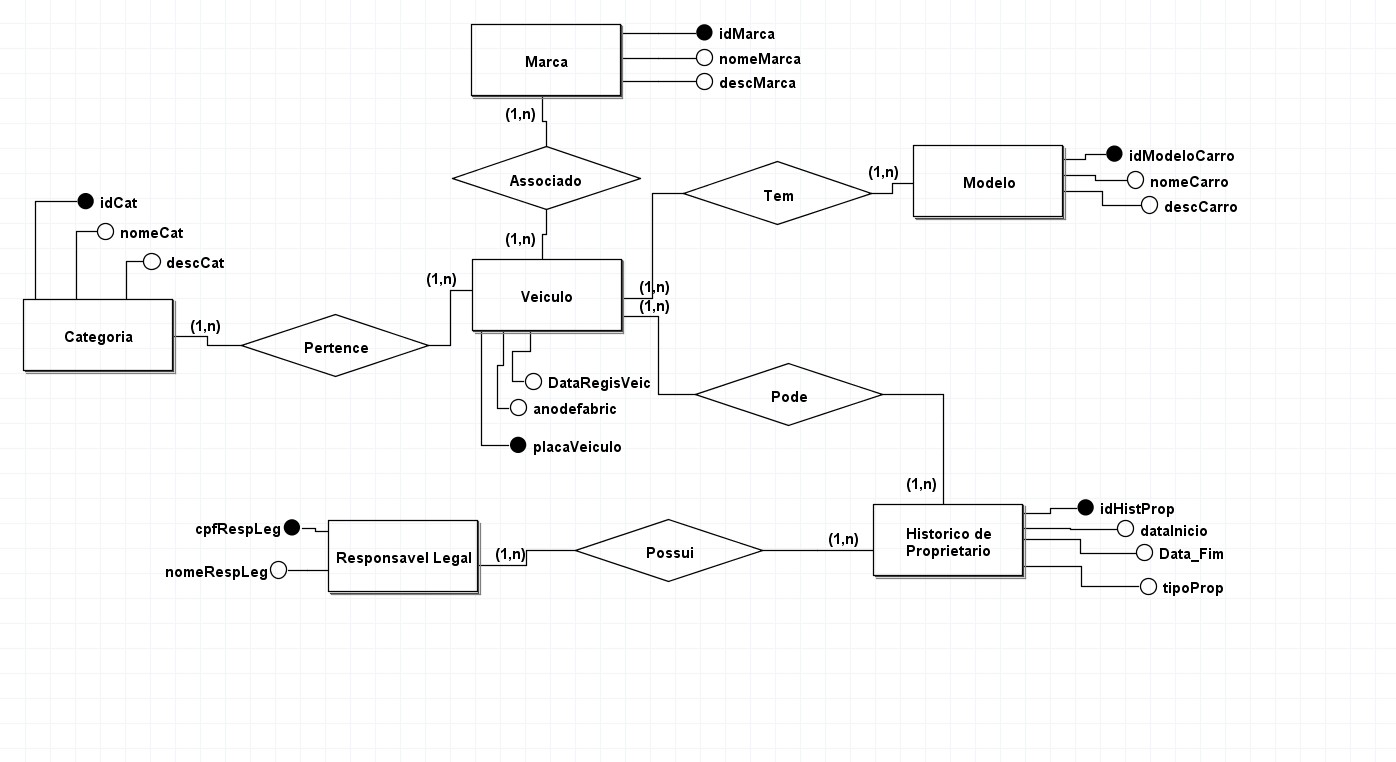 Marca
idMarca
nomeMarca
descMarca
(1,n)
Associado
(1,n)
Tem
(1,n)
Modelo
idModeloCarro
nomeCarro
descCarro
idCat
nomeCat
descCat
Categoria
(1,n)
Pertence
(1,n)
Veiculo
(1,n)
(1,n)
DataRegisVeic
anodefabric
placaVeiculo
Pode
(1,n)
Historico de
Proprietario
idHistProp
dataInicio
Data_Fim
tipoProp
cpfRespLeg
nomeRespLeg
Responsavel Legal
(1,n)
Possui
(1,n)